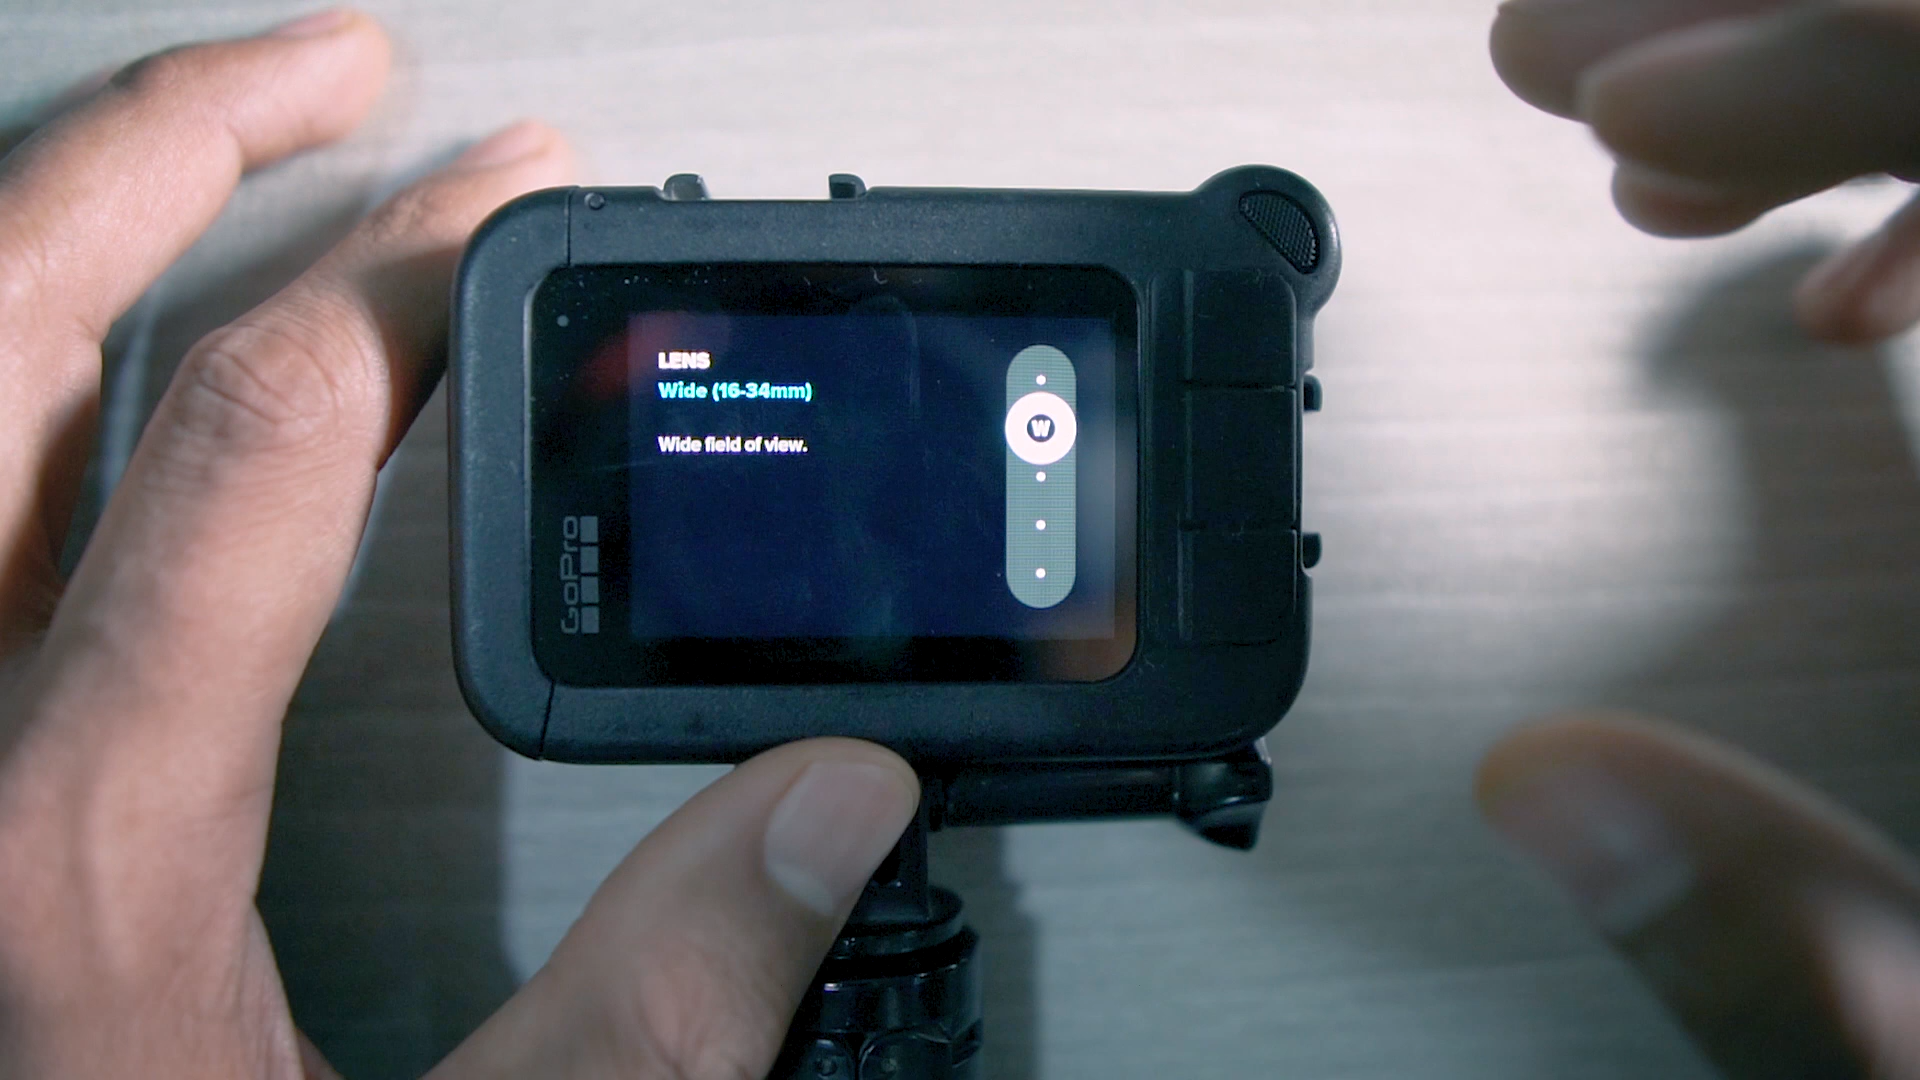 LENS
Wide (16-34mm)
Wide field of view.
W
GoPro